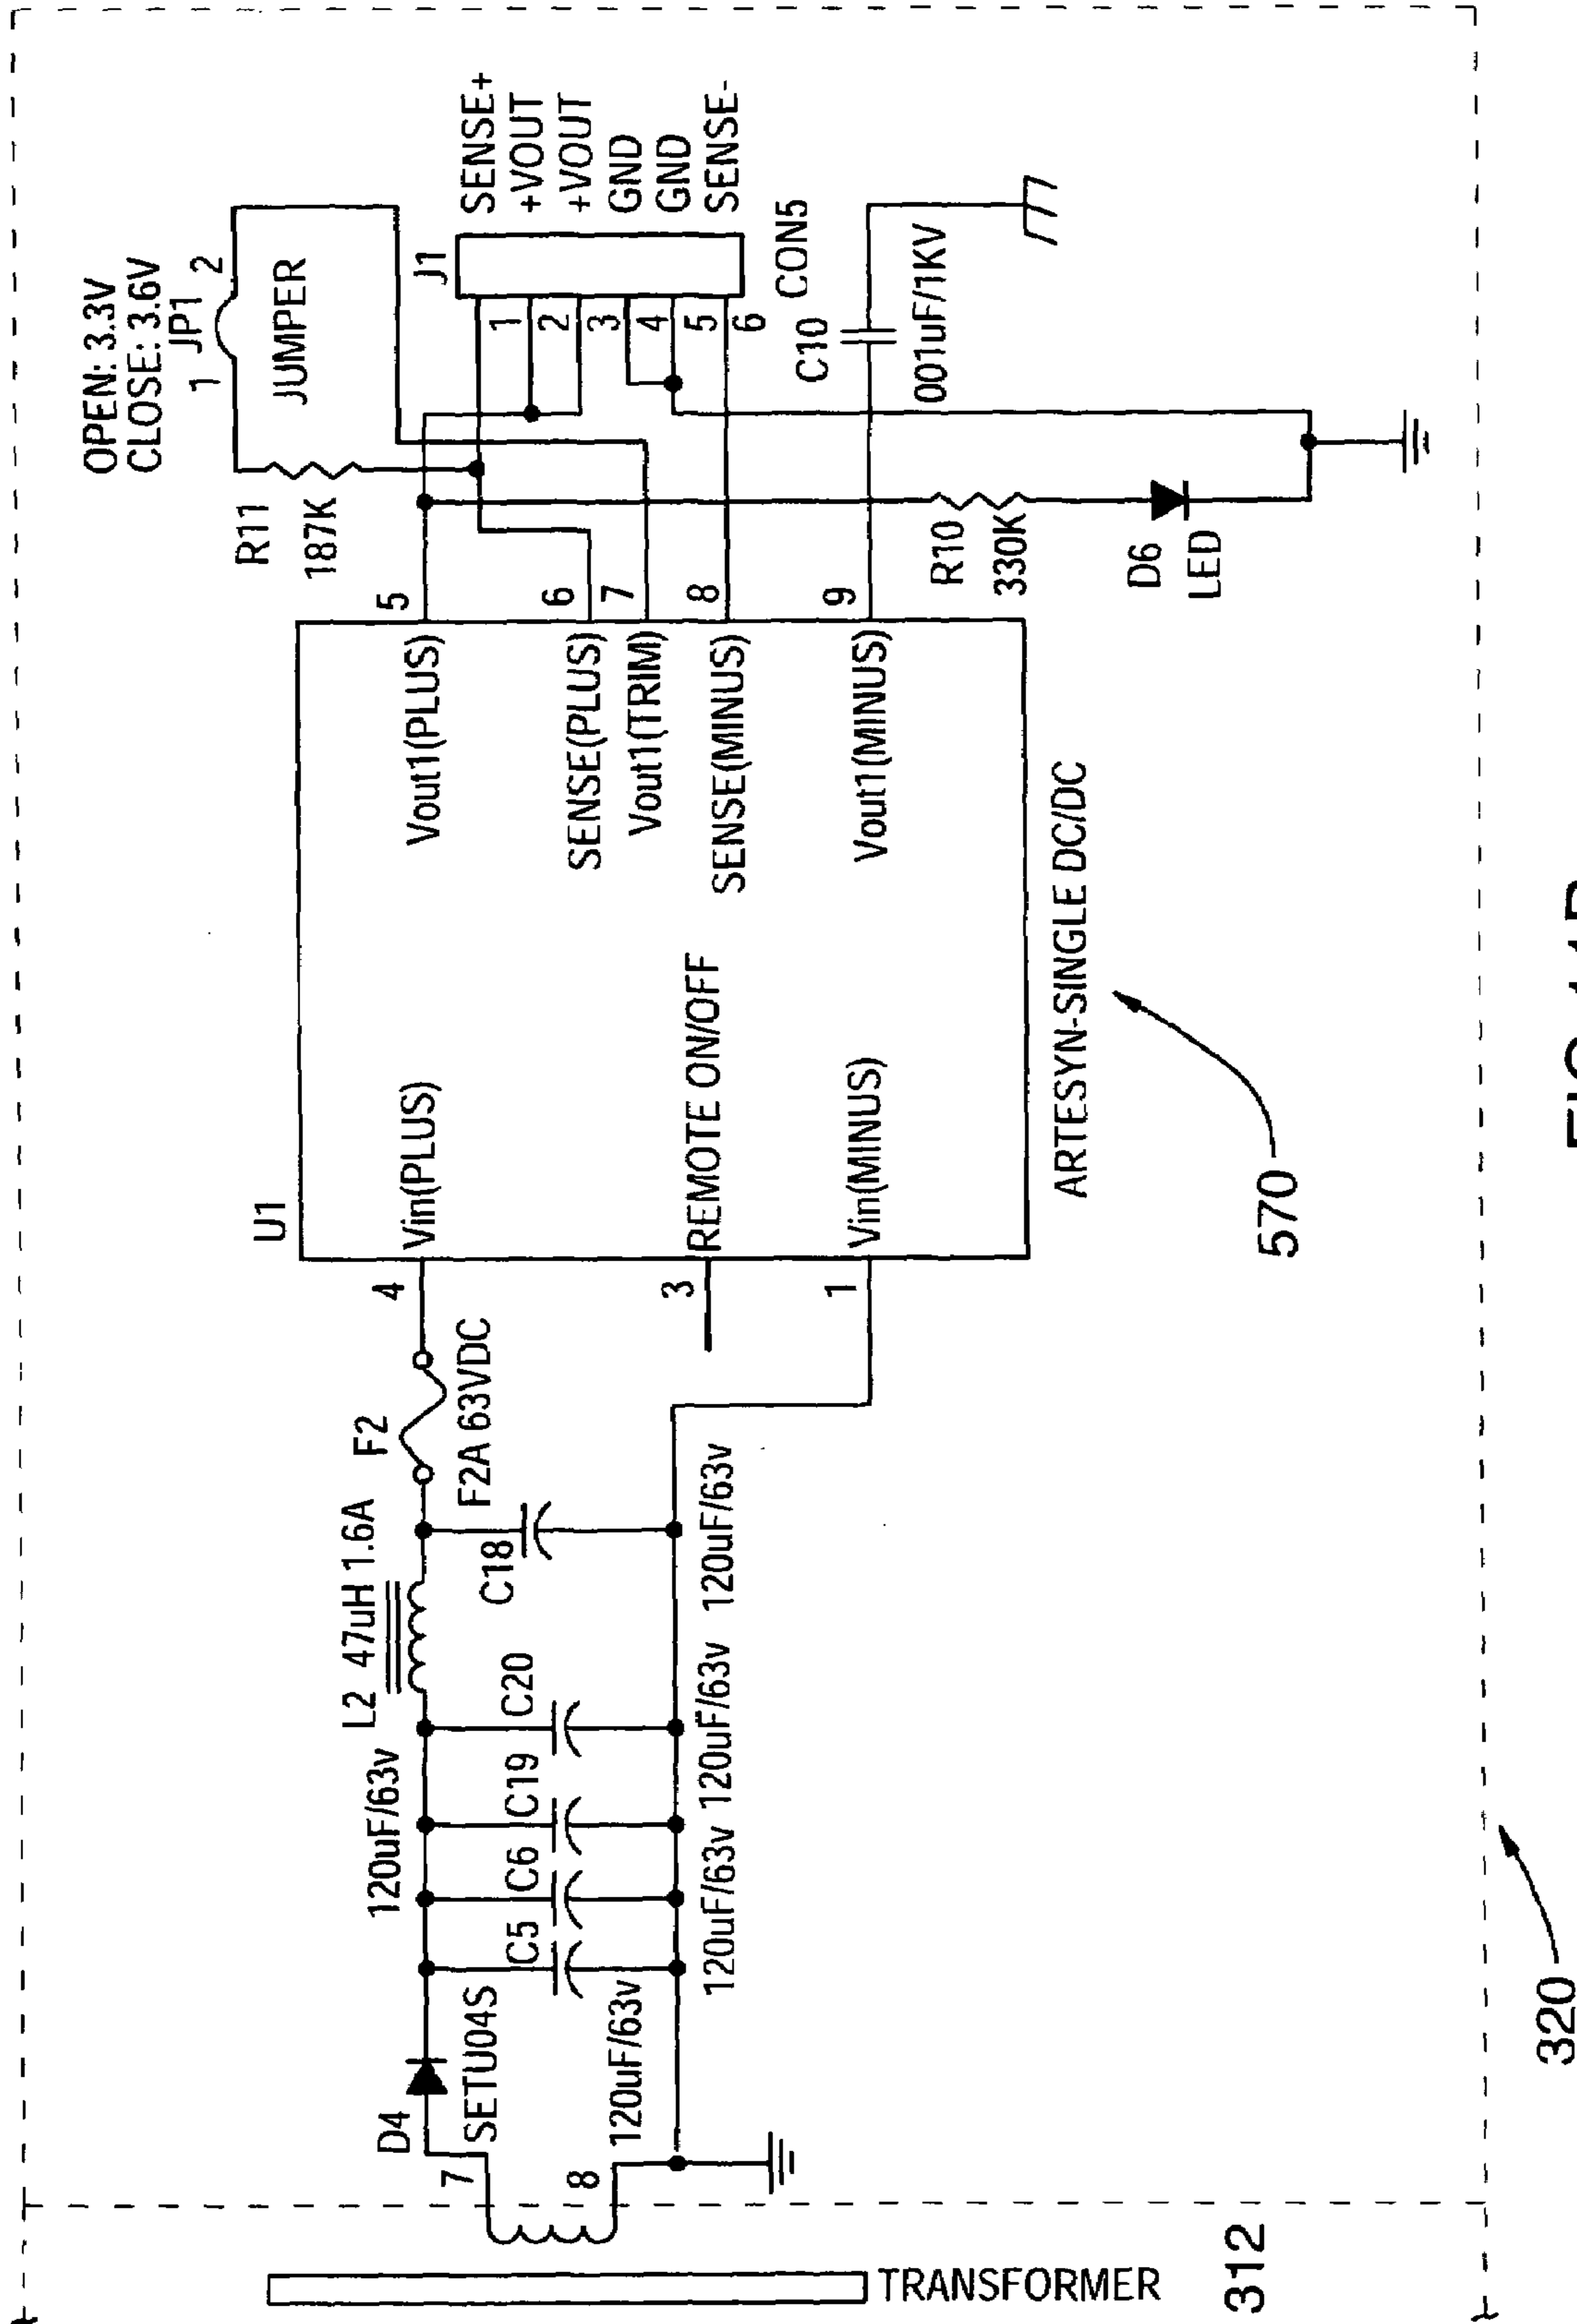 OPEN: 3.3V
CLOSE: 3.6V
JP1
1 2
JUMPER
R11
187K
J1
SENSE+
+VOUT
+VOUT
GND
GND
SENSE-
1
2
3
4
5
6
CON5
C10
001uF/1KV
R10
330K
D6
LED
U1
Vin(PLUS)
REMOTE ON/OFF
Vin(MINUS)
Vout1(PLUS)
SENSE(PLUS)
Vout1(TRIM)
SENSE(MINUS)
Vout1(MINUS)
4
3
1
5
6
7
8
9
ARTESYN-SINGLE DC/DC
570
F2
F2A 63VDC
L2 47uH 1.6A
C18
120uF/63v
C20
120uF/63v
C19
120uF/63v
C6
120uF/63v
C5
120uF/63v
D4
SETU04S
7
8
TRANSFORMER
312
320